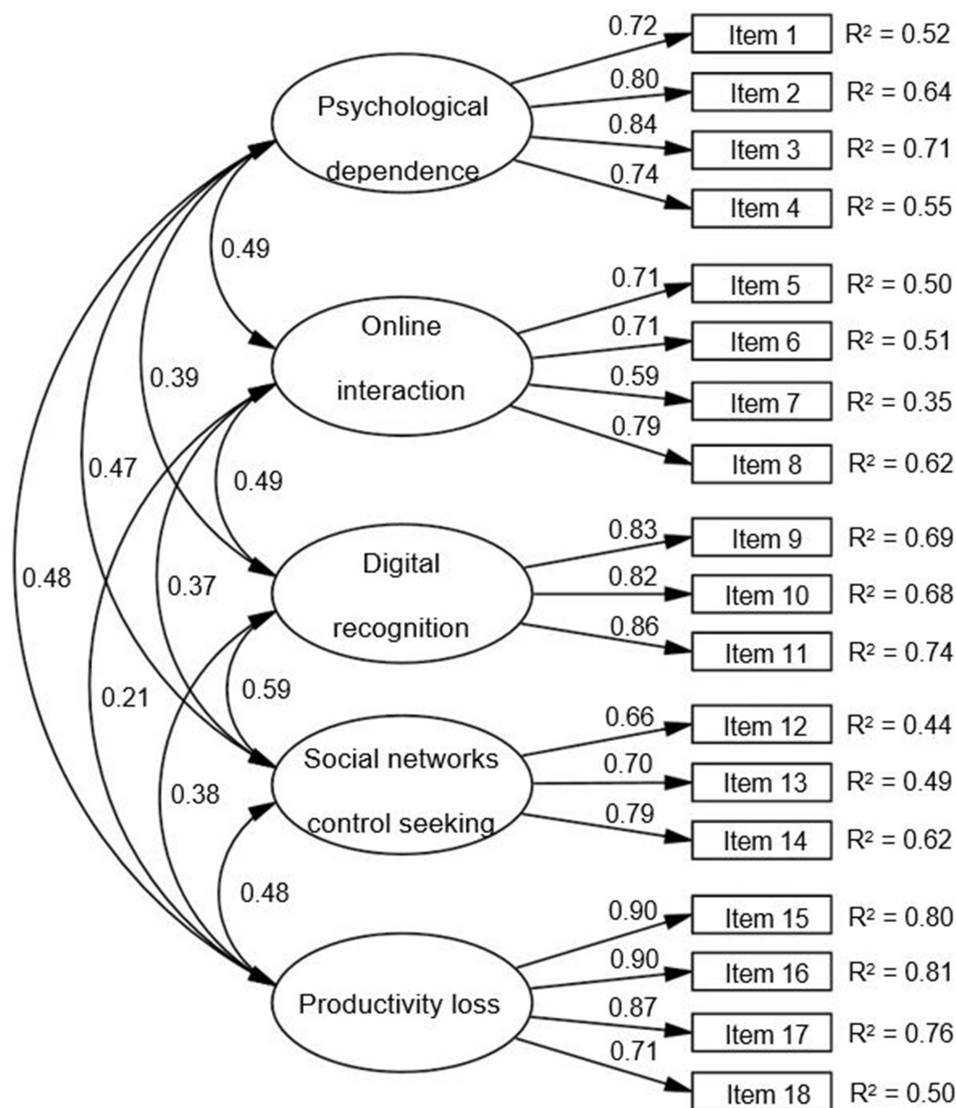 0.72
Item 1
R² = 0.52
Psychological
dependence
0.80
Item 2
R² = 0.64
0.84
Item 3
R² = 0.71
0.74
Item 4
R² = 0.55
0.49
0.71
Item 5
R² = 0.50
Online
interaction
0.71
Item 6
R² = 0.51
0.39
0.59
Item 7
R² = 0.35
0.79
Item 8
R² = 0.62
0.47
0.49
0.83
Item 9
R² = 0.69
Digital
recognition
0.82
Item 10
R² = 0.68
0.48
0.37
0.86
Item 11
R² = 0.74
0.21
0.59
0.66
Item 12
R² = 0.44
Social networks
control seeking
0.70
Item 13
R² = 0.49
0.38
0.79
Item 14
R² = 0.62
0.48
0.90
Item 15
R² = 0.80
Productivity loss
0.90
Item 16
R² = 0.81
0.87
Item 17
R² = 0.76
0.71
Item 18
R² = 0.50